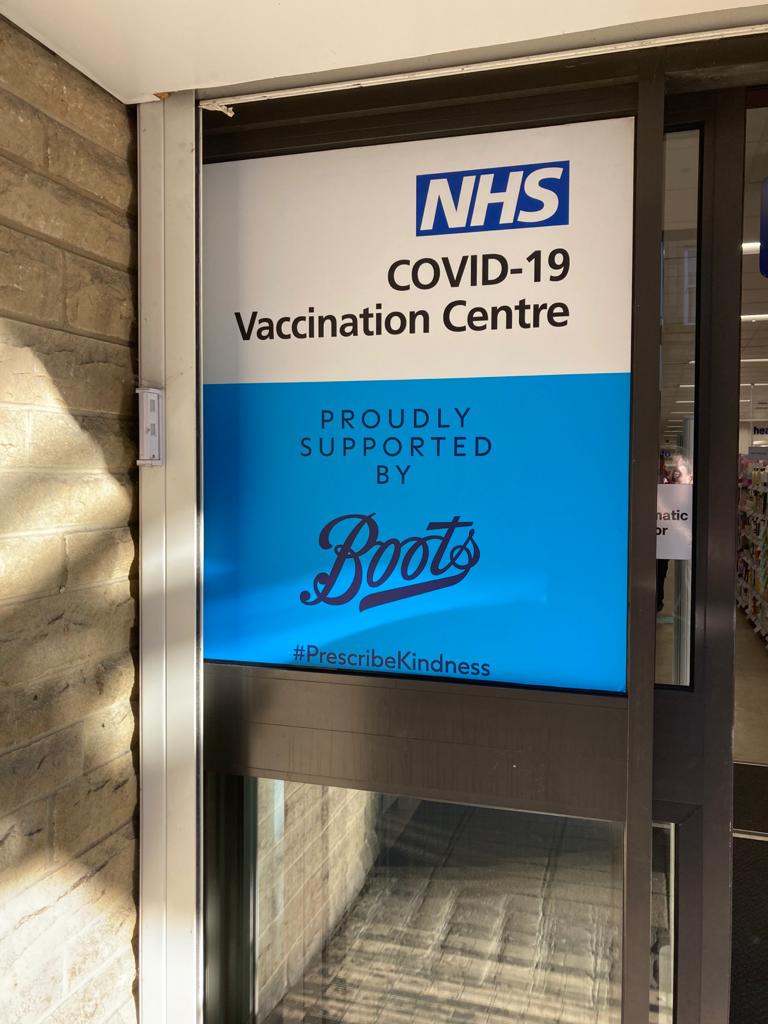 NHS
COVID-19
Vaccination Centre
PROUDLY
SUPPORTED
BY
Boots
#PrescribeKindness